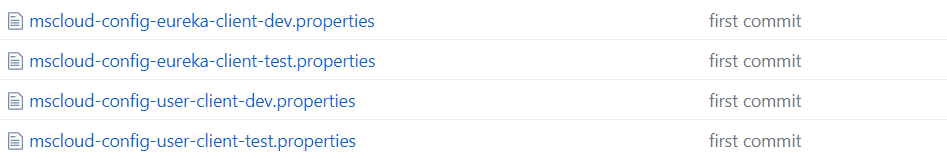 mscloud-config-eureka-client-dev.properties first commit
mscloud-config-eureka-client-test.properties first commit
mscloud-config-user-client-dev.properties first commit
mscloud-config-user-client-test.properties first commit